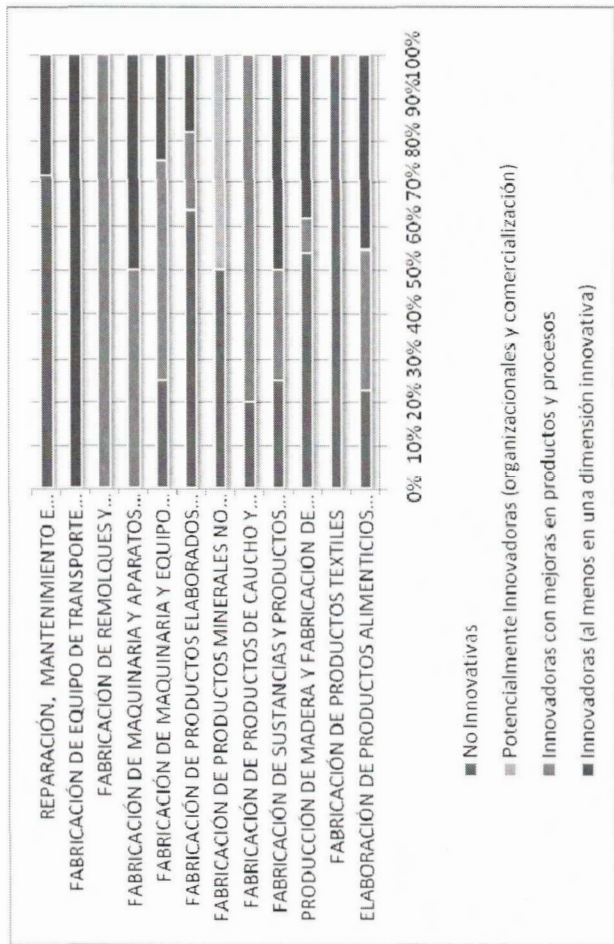 REPARACIÓN, MANTENIMIENTO E...
FABRICACIÓN DE EQUIPO DE TRANSPORTE...
FABRICACIÓN DE REMOLQUES Y...
FABRICACIÓN DE MAQUINARIA Y APARATOS...
FABRICACIÓN DE MAQUINARIA Y EQUIPO...
FABRICACIÓN DE PRODUCTOS ELABORADOS...
FABRICACIÓN DE PRODUCTOS MINERALES NO...
FABRICACIÓN DE PRODUCTOS DE CAUCHO Y...
FABRICACIÓN DE SUSTANCIAS Y PRODUCTOS...
PRODUCCIÓN DE MADERA Y FABRICACIÓN DE...
FABRICACIÓN DE PRODUCTOS TEXTILES
ELABORACIÓN DE PRODUCTOS ALIMENTICIOS...
0% 10% 20% 30% 40% 50% 60% 70% 80% 90%100%
No Innovativas
Potencialmente Innovadoras (organizacionales y comercialización)
Innovadoras con mejoras en productos y procesos
Innovadoras (al menos en una dimensión innovativa)